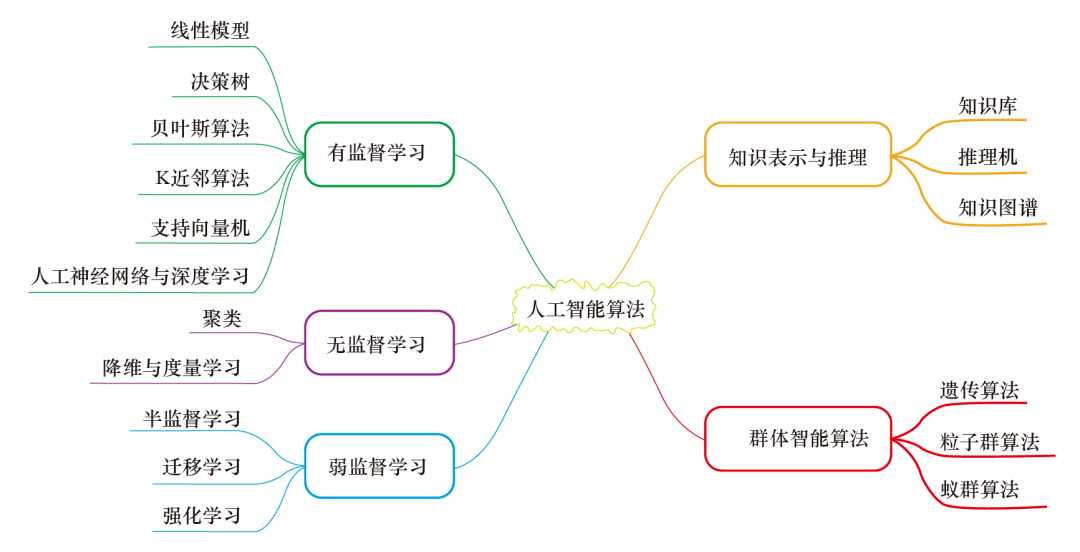 线性模型
决策树
贝叶斯算法
K近邻算法
支持向量机
人工神经网络与深度学习
有监督学习
聚类
降维与度量学习
无监督学习
半监督学习
迁移学习
强化学习
弱监督学习
人工智能算法
知识表示与推理
知识库
推理机
知识图谱
群体智能算法
遗传算法
粒子群算法
蚁群算法